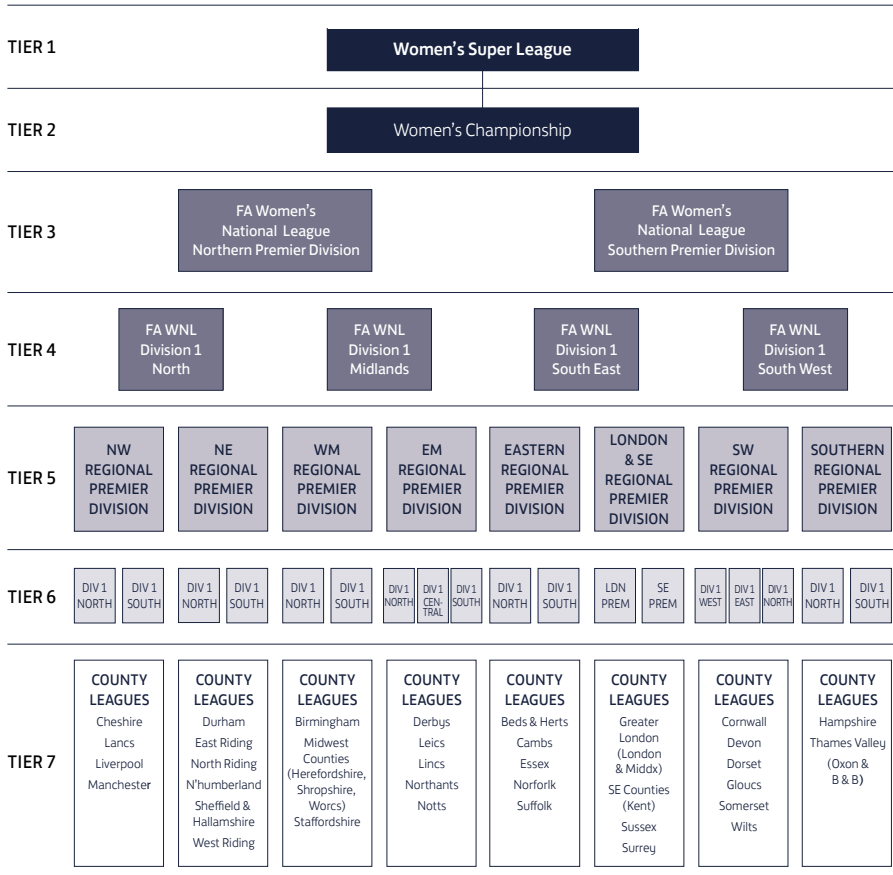 TIER 1
Women's Super League
TIER 2
Women's Championship
TIER 3
FA Women's
National League
Northern Premier Division
FA Women's
National League
Southern Premier Division
TIER 4
FA WNL
Division 1
North
FA WNL
Division 1
Midlands
FA WNL
Division 1
South East
FA WNL
Division 1
South West
TIER 5
NW
REGIONAL
PREMIER
DIVISION
NE
REGIONAL
PREMIER
DIVISION
WM
REGIONAL
PREMIER
DIVISION
EM
REGIONAL
PREMIER
DIVISION
EASTERN
REGIONAL
PREMIER
DIVISION
LONDON
& SE
REGIONAL
PREMIER
DIVISION
SW
REGIONAL
PREMIER
DIVISION
SOUTHERN
REGIONAL
PREMIER
DIVISION
TIER 6
DIV 1
NORTH
DIV 1
SOUTH
DIV 1
NORTH
DIV 1
SOUTH
DIV 1
NORTH
DIV 1
SOUTH
DIV 1
NORTH
DIV 1
CEN-
TRAL
DIV 1
SOUTH
DIV 1
NORTH
DIV 1
SOUTH
LDN
PREM
SE
PREM
DIV 1
WEST
DIV 1
EAST
DIV 1
NORTH
DIV 1
NORTH
DIV 1
SOUTH
TIER 7
COUNTY
LEAGUES
Cheshire
Lancs
Liverpool
Manchester
COUNTY
LEAGUES
Durham
East Riding
North Riding
N'humberland
Sheffield &
Hallamshire
West Riding
COUNTY
LEAGUES
Birmingham
Midwest
Counties
(Herefordshire,
Shropshire,
Worcs)
Staffordshire
COUNTY
LEAGUES
Derbys
Leics
Lincs
Northants
Notts
COUNTY
LEAGUES
Beds & Herts
Cambs
Essex
Norforlk
Suffolk
COUNTY
LEAGUES
Greater
London
(London
& Middx)
SE Counties
(Kent)
Sussex
Surrey
COUNTY
LEAGUES
Cornwall
Devon
Dorset
Gloucs
Somerset
Wilts
COUNTY
LEAGUES
Hampshire
Thames Valley
(Oxon &
B & B)